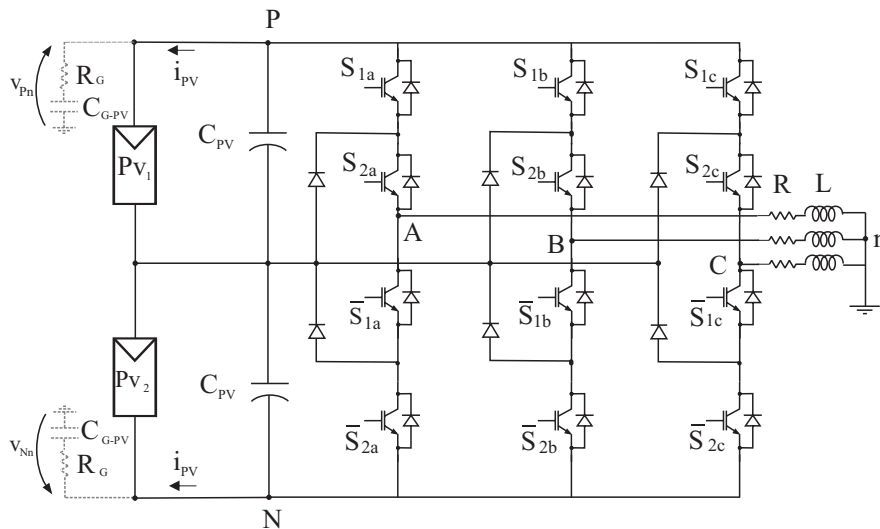 P
i_PV
v_Pn
R_G
C_G-PV
S_1a
S_1b
S_1c
C_PV
Pv_1
S_2a
S_2b
S_2c
R
L
A
B
C
n
S̅_1a
S̅_1b
S̅_1c
Pv_2
C_PV
C_G-PV
v_Nn
R_G
i_PV
S̅_2a
S̅_2b
S̅_2c
N